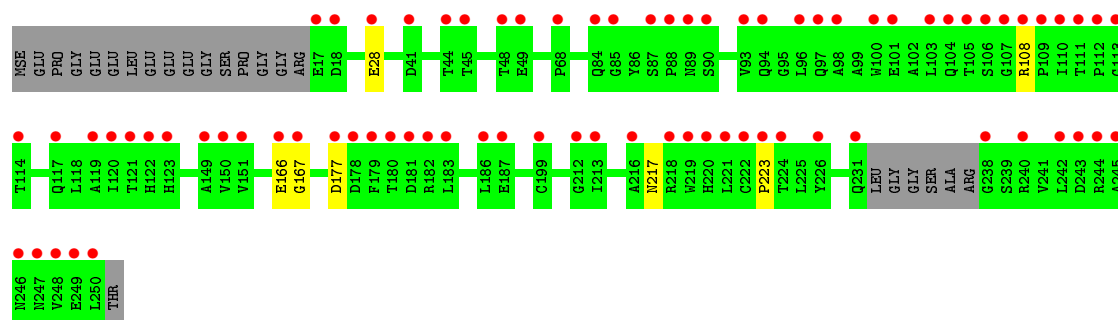 MSE GLU PRO GLY GLU GLU LEU GLU GLU GLY SER PRO GLY GLY ARG E17 D18 E28 D41 T44 T45 T48 E49 P68 Q84 G85 Y86 S87 P88 N89 S90 V93 Q94 G95 L96 Q97 A98 A99 W100 E101 A102 L103 Q104 T105 S106 G107 R108 P109 I110 T111 P112 G113
T114 Q117 L118 A119 I120 T121 H122 H123 A149 V150 V151 E166 G167 D177 D178 F179 T180 D181 R182 L183 L186 E187 C199 G212 I213 A216 N217 R218 W219 H220 L221 C222 P223 T224 L225 Y226 Q231 LEU GLY GLY SER ALA ARG G238 S239 R240 V241 L242 D243 R244 A245
N246 N247 V248 E249 L250 THR